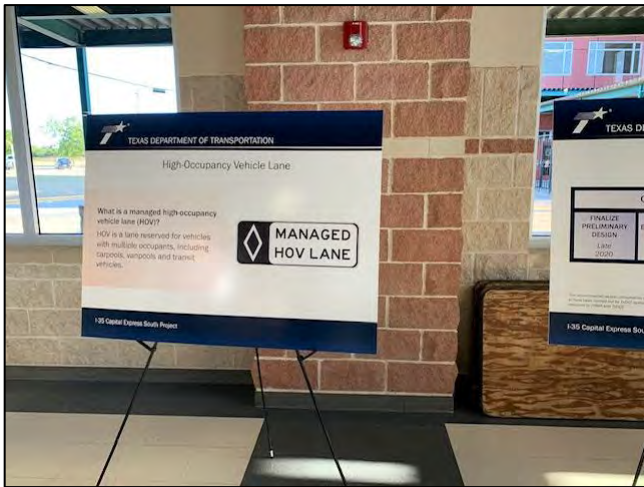 TEXAS DEPARTMENT OF TRANSPORTATION
High-Occupancy Vehicle Lane
What is a managed high-occupancy
vehicle lane (HOV)?
HOV is a lane reserved for vehicles
with multiple occupants, including
carpools, vanpools and transit
vehicles.
MANAGED
HOV LANE
I-35 Capital Express South Project
TEXAS
FINALIZE
PRELIMINARY
DESIGN
Late
2020
I-35 Capital Express